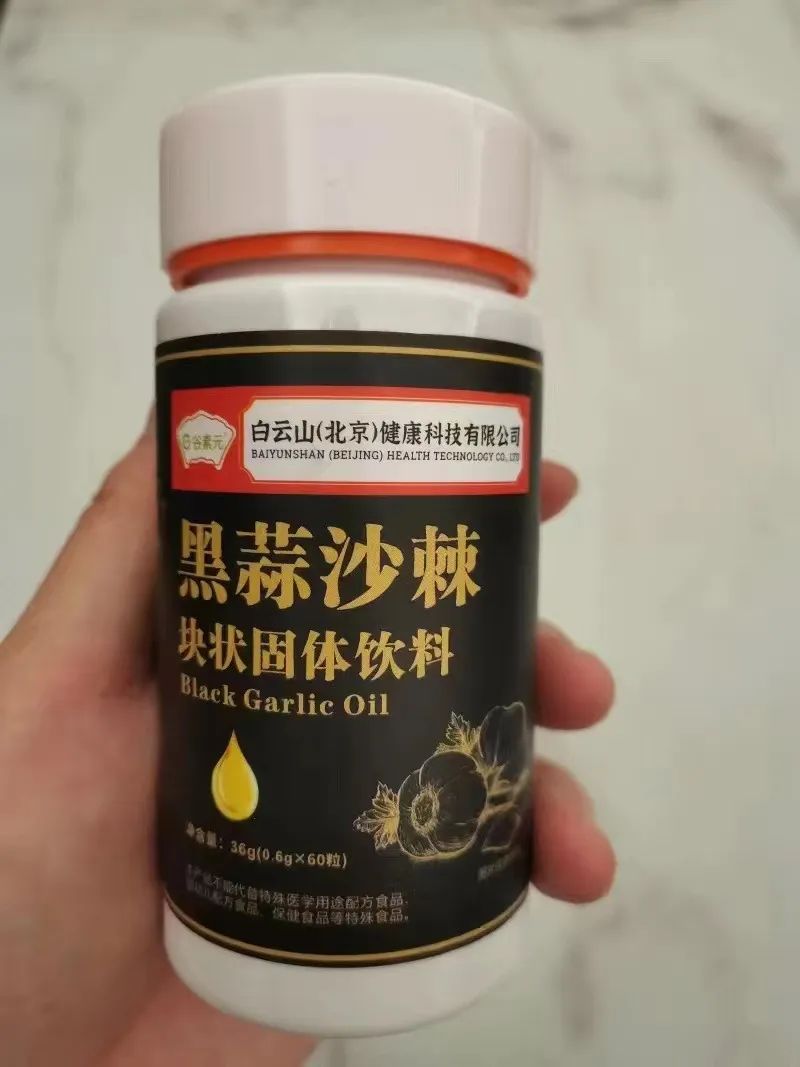 谷素元
白云山(北京)健康科技有限公司
BAIYUNSHAN (BEIJING) HEALTH TECHNOLOGY CO., LTD
黑蒜沙棘
块状固体饮料
Black Garlic Oil
净含量：36g(0.6g×60粒)
本产品不能代替特殊医学用途配方食品、
婴幼儿配方食品、保健食品等特殊食品。